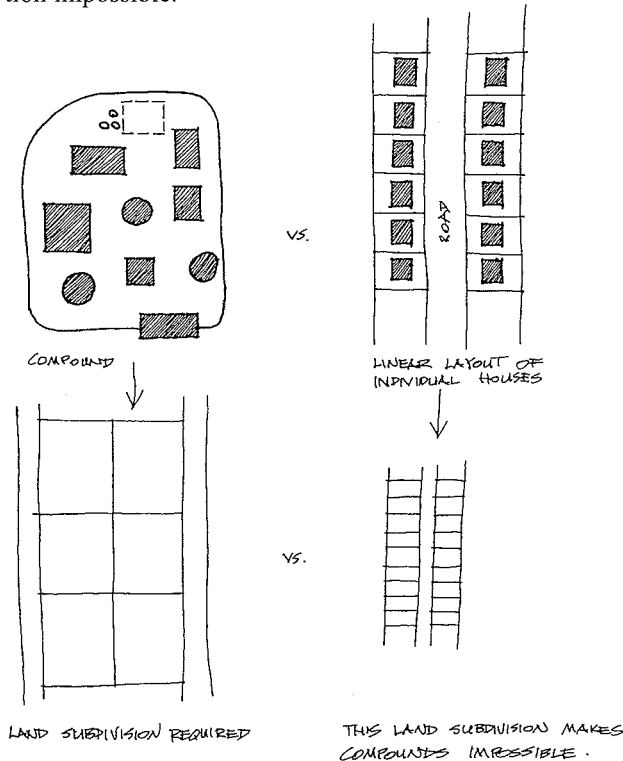 tion impossible.
ROAD
VS.
COMPOUND
LINEAR LAYOUT OF
INDIVIDUAL HOUSES
VS.
LAND SUBDIVISION REQUIRED
THIS LAND SUBDIVISION MAKES
COMPOUNDS IMPOSSIBLE.